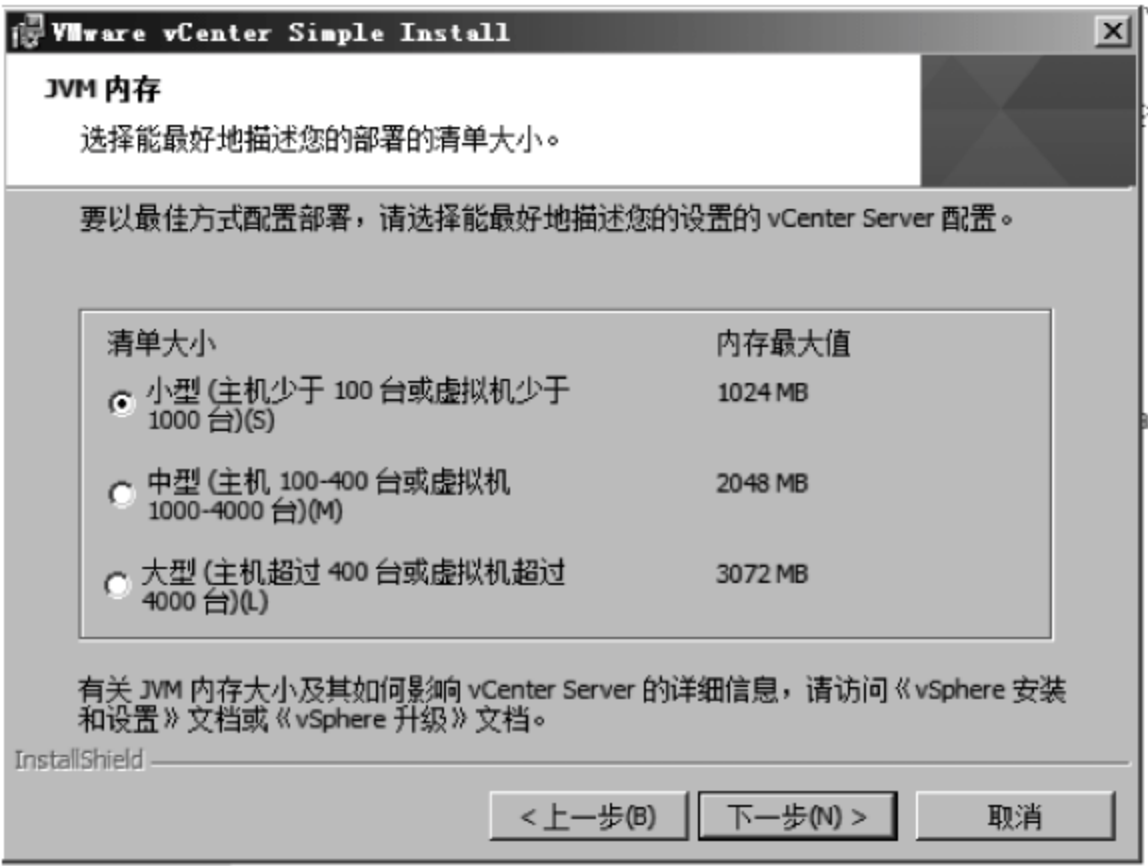 VMware vCenter Simple Install
JVM 内存
选择能最好地描述您的部署的清单大小。
要以最佳方式配置部署，请选择能最好地描述您的设置的 vCenter Server 配置。
清单大小 内存最大值
小型 (主机少于 100 台或虚拟机少于 1024 MB
1000 台)(S)
中型 (主机 100-400 台或虚拟机 2048 MB
1000-4000 台)(M)
大型 (主机超过 400 台或虚拟机超过 3072 MB
4000 台)(L)
有关 JVM 内存大小及其如何影响 vCenter Server 的详细信息，请访问《vSphere 安装
和设置》文档或《vSphere 升级》文档。
InstallShield
< 上一步(B) 下一步(N) > 取消